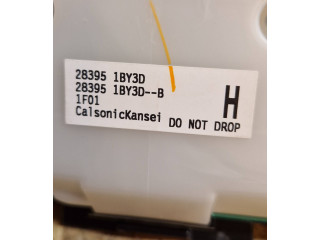 28395 1BY3D
28395 1BY3D--B
1F01
CalsonicKansei DO NOT DROP
H